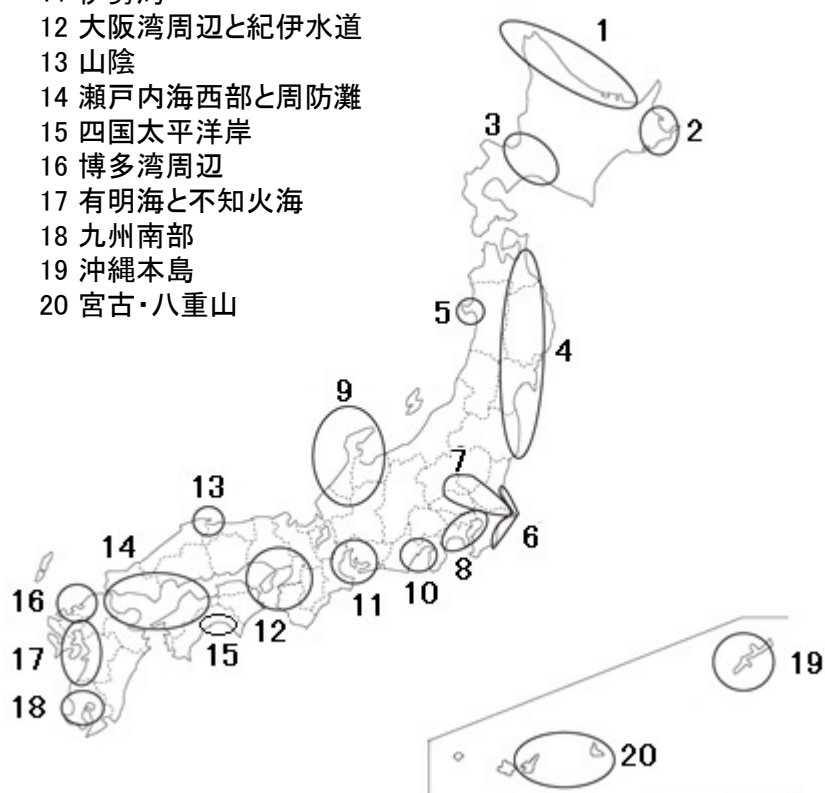 12 大阪湾周辺と紀伊水道
13 山陰
14 瀬戸内海西部と周防灘
15 四国太平洋岸
16 博多湾周辺
17 有明海と不知火海
18 九州南部
19 沖縄本島
20 宮古・八重山
1
2
3
4
5
9
7
6
13
14
8
10
11
12
16
15
17
18
19
20